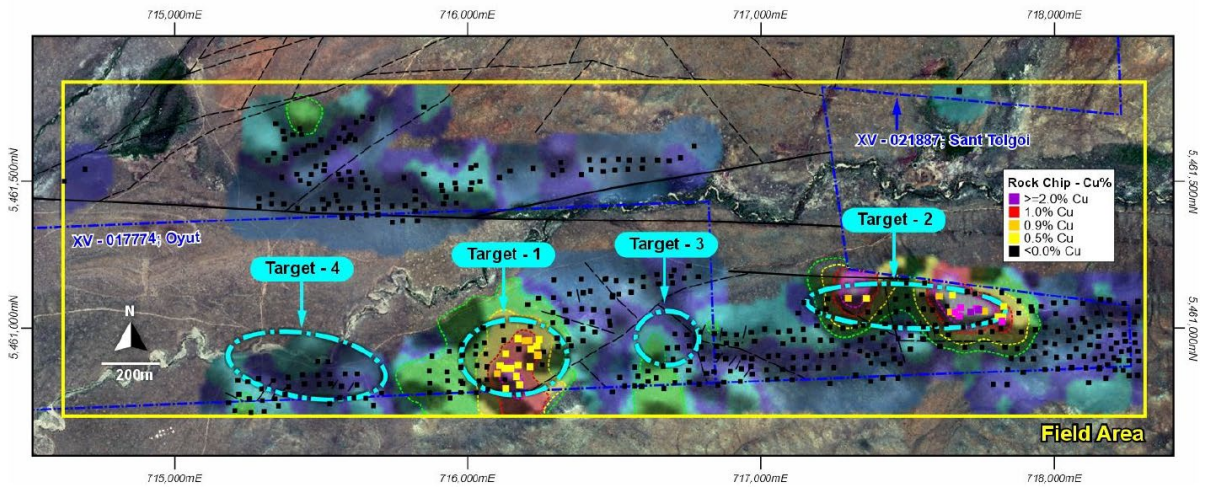 715,000mE 716,000mE 717,000mE 718,000mE
5,461,500mN
5,461,000mN
XV - 021887; Sant Tolgoi
Rock Chip - Cu%
>=2.0% Cu
1.0% Cu
0.9% Cu
0.5% Cu
<0.0% Cu
XV - 017774; Oyut
Target - 4
Target - 1
Target - 3
Target - 2
N
200m
Field Area
5,461,500mN
5,461,000mN
715,000mE 716,000mE 717,000mE 718,000mE